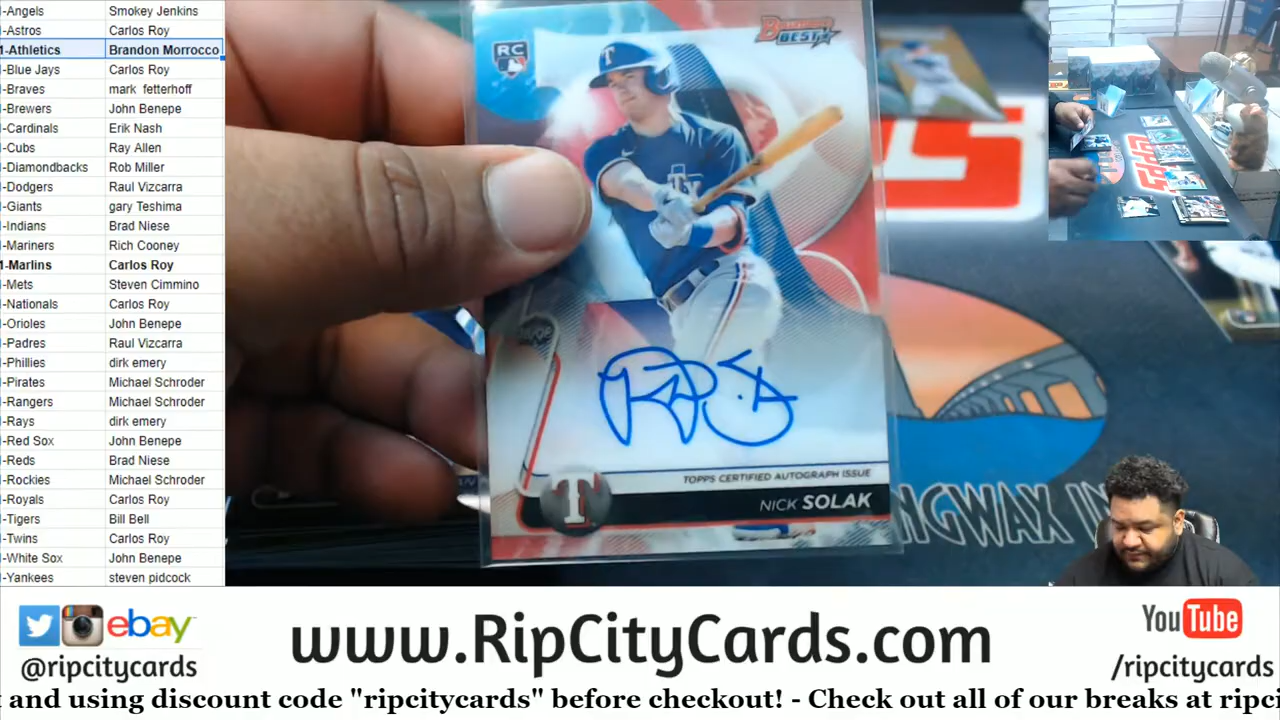 -Angels Smokey Jenkins
-Astros Carlos Roy
1-Athletics Brandon Morrocco
-Blue Jays Carlos Roy
-Braves mark fetterhoff
-Brewers John Benepe
-Cardinals Erik Nash
-Cubs Ray Allen
-Diamondbacks Rob Miller
-Dodgers Raul Vizcarra
-Giants gary Teshima
-Indians Brad Niese
-Mariners Rich Cooney
1-Marlins Carlos Roy
-Mets Steven Cimmino
-Nationals Carlos Roy
-Orioles John Benepe
-Padres Raul Vizcarra
-Phillies dirk emery
-Pirates Michael Schroder
-Rangers Michael Schroder
-Rays dirk emery
-Red Sox John Benepe
-Reds Brad Niese
-Rockies Michael Schroder
-Royals Carlos Roy
-Tigers Bill Bell
-Twins Carlos Roy
-White Sox John Benepe
-Yankees steven pidcock
RC
Bowman's
BEST
T
TOPPS CERTIFIED AUTOGRAPH ISSUE
NICK SOLAK
T
PS
TOPPS
NGWAX IN
ebay
@ripcitycards
www.RipCityCards.com
YouTube
/ripcitycards
and using discount code "ripcitycards" before checkout! - Check out all of our breaks at ripci